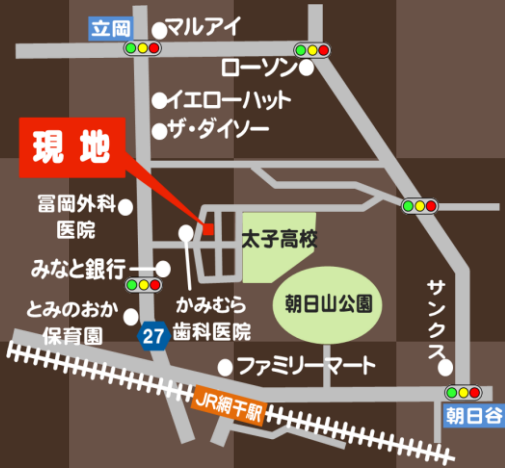 立岡
マルアイ
ローソン
イエローハット
ザ・ダイソー
現地
冨岡外科
医院
太子高校
みなと銀行
かみむら
歯科医院
朝日山公園
サンクス
とみのおか
保育園
27
ファミリーマート
JR網干駅
朝日谷